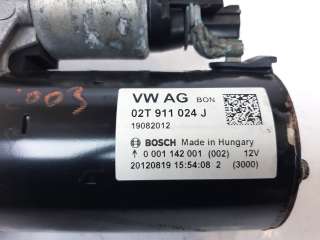 VW AG BON
02T 911 024 J
19082012
BOSCH Made in Hungary
0 001 142 001 (002) 12V
20120819 15:54:08 2 (3000)
003